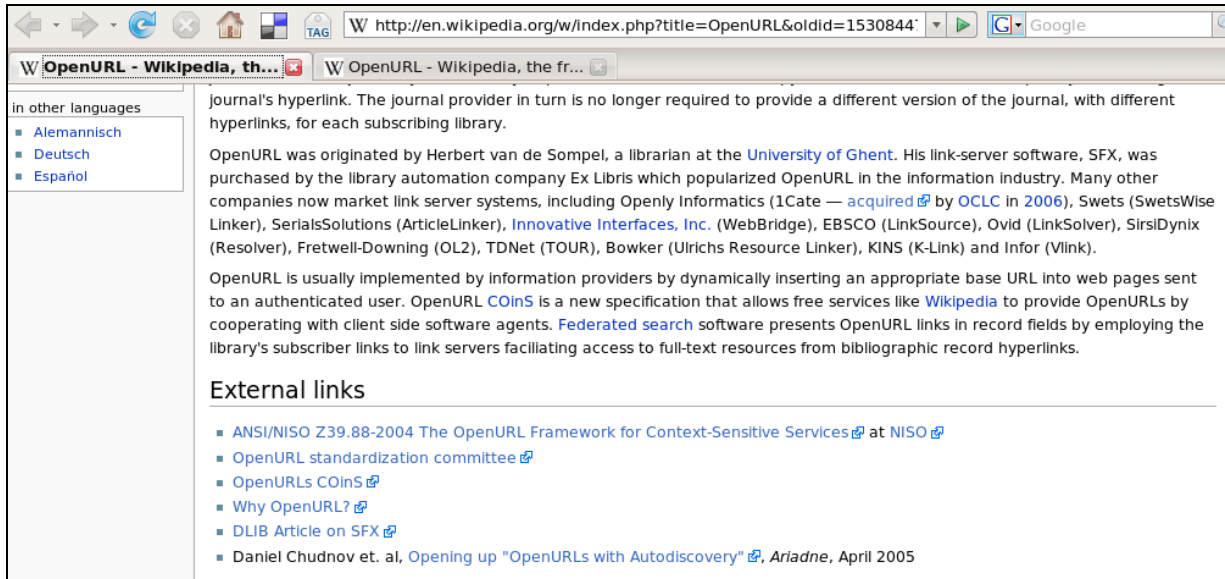 TAG
W http://en.wikipedia.org/w/index.php?title=OpenURL&oldid=1530844
G Google
W OpenURL - Wikipedia, th...
W OpenURL - Wikipedia, the fr...
in other languages
Alemannisch
Deutsch
Español
journal's hyperlink. The journal provider in turn is no longer required to provide a different version of the journal, with different
hyperlinks, for each subscribing library.
OpenURL was originated by Herbert van de Sompel, a librarian at the University of Ghent. His link-server software, SFX, was
purchased by the library automation company Ex Libris which popularized OpenURL in the information industry. Many other
companies now market link server systems, including Openly Informatics (1Cate — acquired by OCLC in 2006), Swets (SwetsWise
Linker), SerialsSolutions (ArticleLinker), Innovative Interfaces, Inc. (WebBridge), EBSCO (LinkSource), Ovid (LinkSolver), SirsiDynix
(Resolver), Fretwell-Downing (OL2), TDNet (TOUR), Bowker (Ulrichs Resource Linker), KINS (K-Link) and Infor (Vlink).
OpenURL is usually implemented by information providers by dynamically inserting an appropriate base URL into web pages sent
to an authenticated user. OpenURL COinS is a new specification that allows free services like Wikipedia to provide OpenURLs by
cooperating with client side software agents. Federated search software presents OpenURL links in record fields by employing the
library's subscriber links to link servers faciliating access to full-text resources from bibliographic record hyperlinks.
External links
ANSI/NISO Z39.88-2004 The OpenURL Framework for Context-Sensitive Services at NISO
OpenURL standardization committee
OpenURLs COinS
Why OpenURL?
DLIB Article on SFX
Daniel Chudnov et. al, Opening up "OpenURLs with Autodiscovery", Ariadne, April 2005